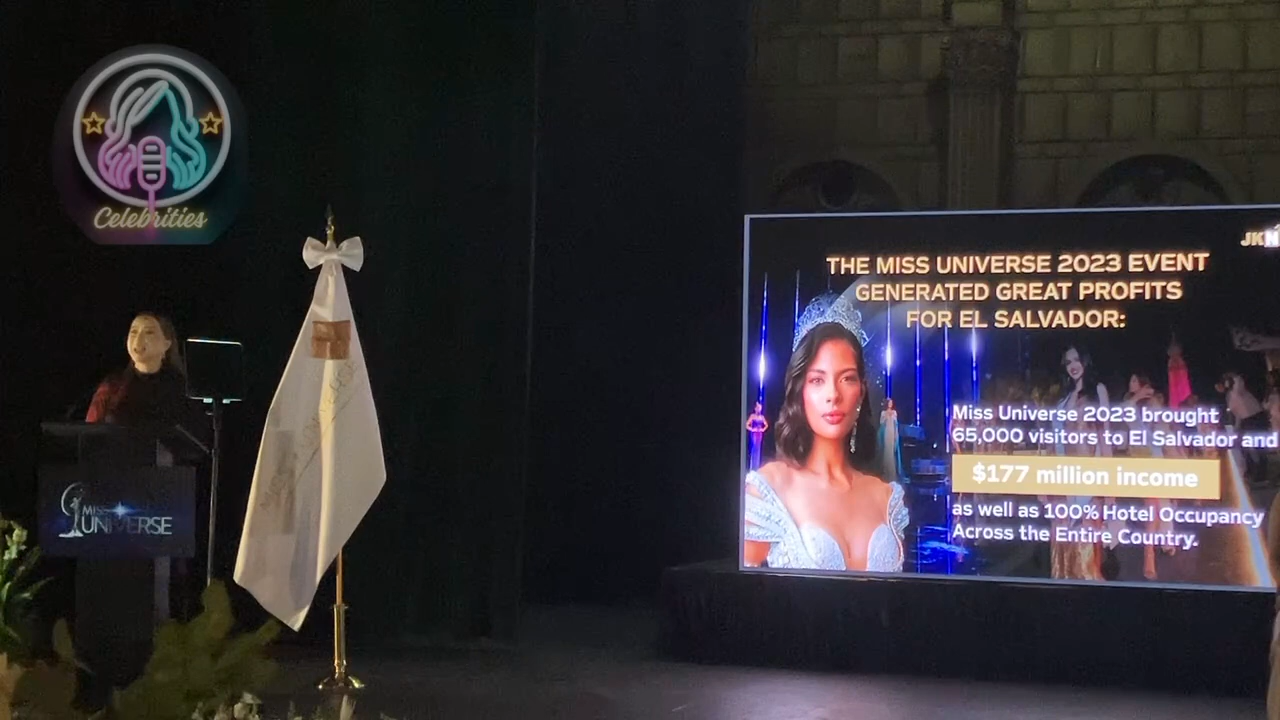 Celebrities
MISS
UNIVERSE
JKN
THE MISS UNIVERSE 2023 EVENT
GENERATED GREAT PROFITS
FOR EL SALVADOR:
Miss Universe 2023 brought
65,000 visitors to El Salvador and
$177 million income
as well as 100% Hotel Occupancy
Across the Entire Country.